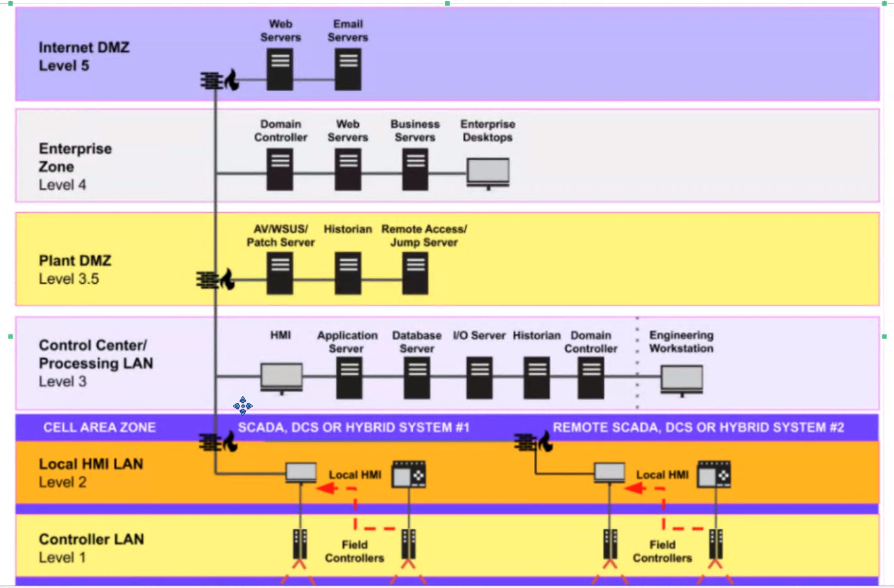 Internet DMZ
Level 5
Web
Servers
Email
Servers
Enterprise
Zone
Level 4
Domain
Controller
Web
Servers
Business
Servers
Enterprise
Desktops
Plant DMZ
Level 3.5
AV/WSUS/
Patch Server
Historian
Remote Access/
Jump Server
Control Center/
Processing LAN
Level 3
HMI
Application
Server
Database
Server
I/O Server
Historian
Domain
Controller
Engineering
Workstation
CELL AREA ZONE
SCADA, DCS OR HYBRID SYSTEM #1
REMOTE SCADA, DCS OR HYBRID SYSTEM #2
Local HMI LAN
Level 2
Local HMI
Local HMI
Controller LAN
Level 1
Field
Controllers
Field
Controllers